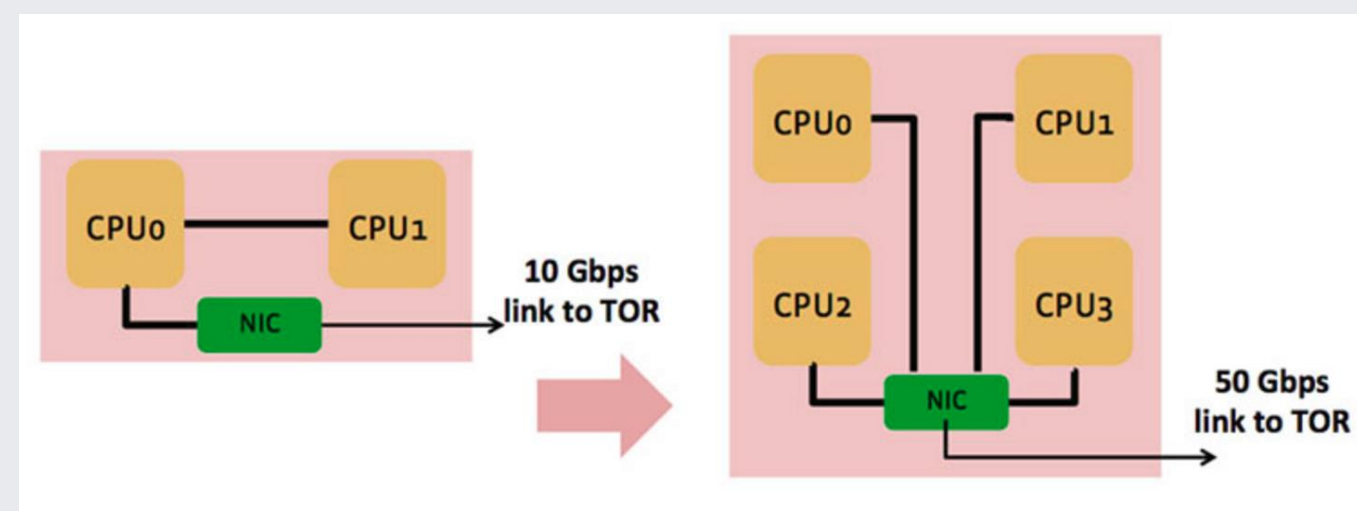 CPU0
CPU1
NIC
10 Gbps
link to TOR
CPU0
CPU1
CPU2
CPU3
NIC
50 Gbps
link to TOR